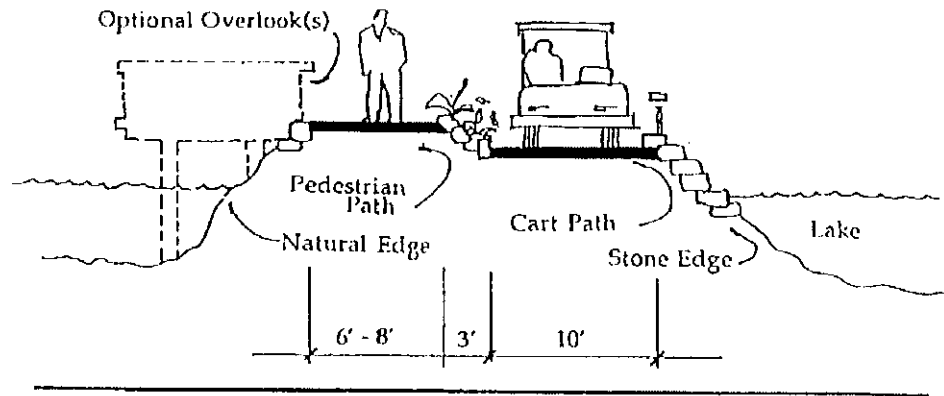 Optional Overlook(s)
Pedestrian
Path
Natural Edge
Cart Path
Stone Edge
Lake
6' - 8'
3'
10'